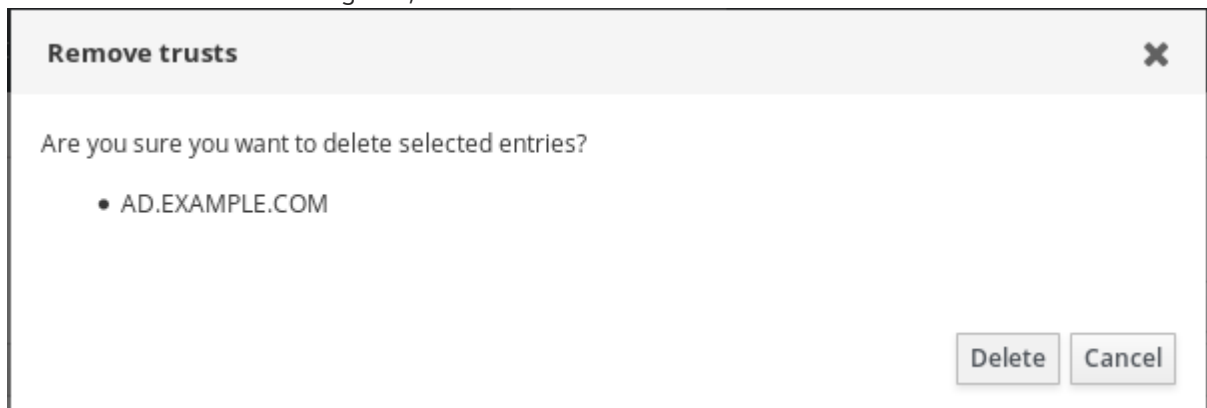 Remove trusts
Are you sure you want to delete selected entries?
• AD.EXAMPLE.COM
Delete Cancel